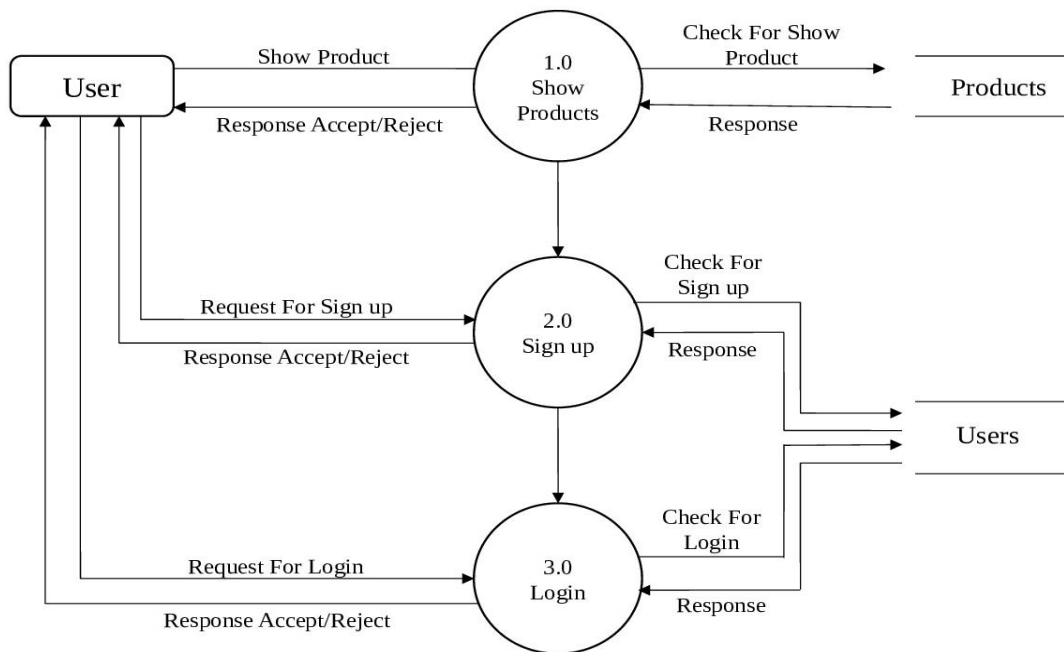 Show Product
1.0
Show
Products
Check For Show
Product
User
Products
Response Accept/Reject
Response
Request For Sign up
2.0
Sign up
Check For
Sign up
Response Accept/Reject
Response
Users
Request For Login
3.0
Login
Check For
Login
Response Accept/Reject
Response